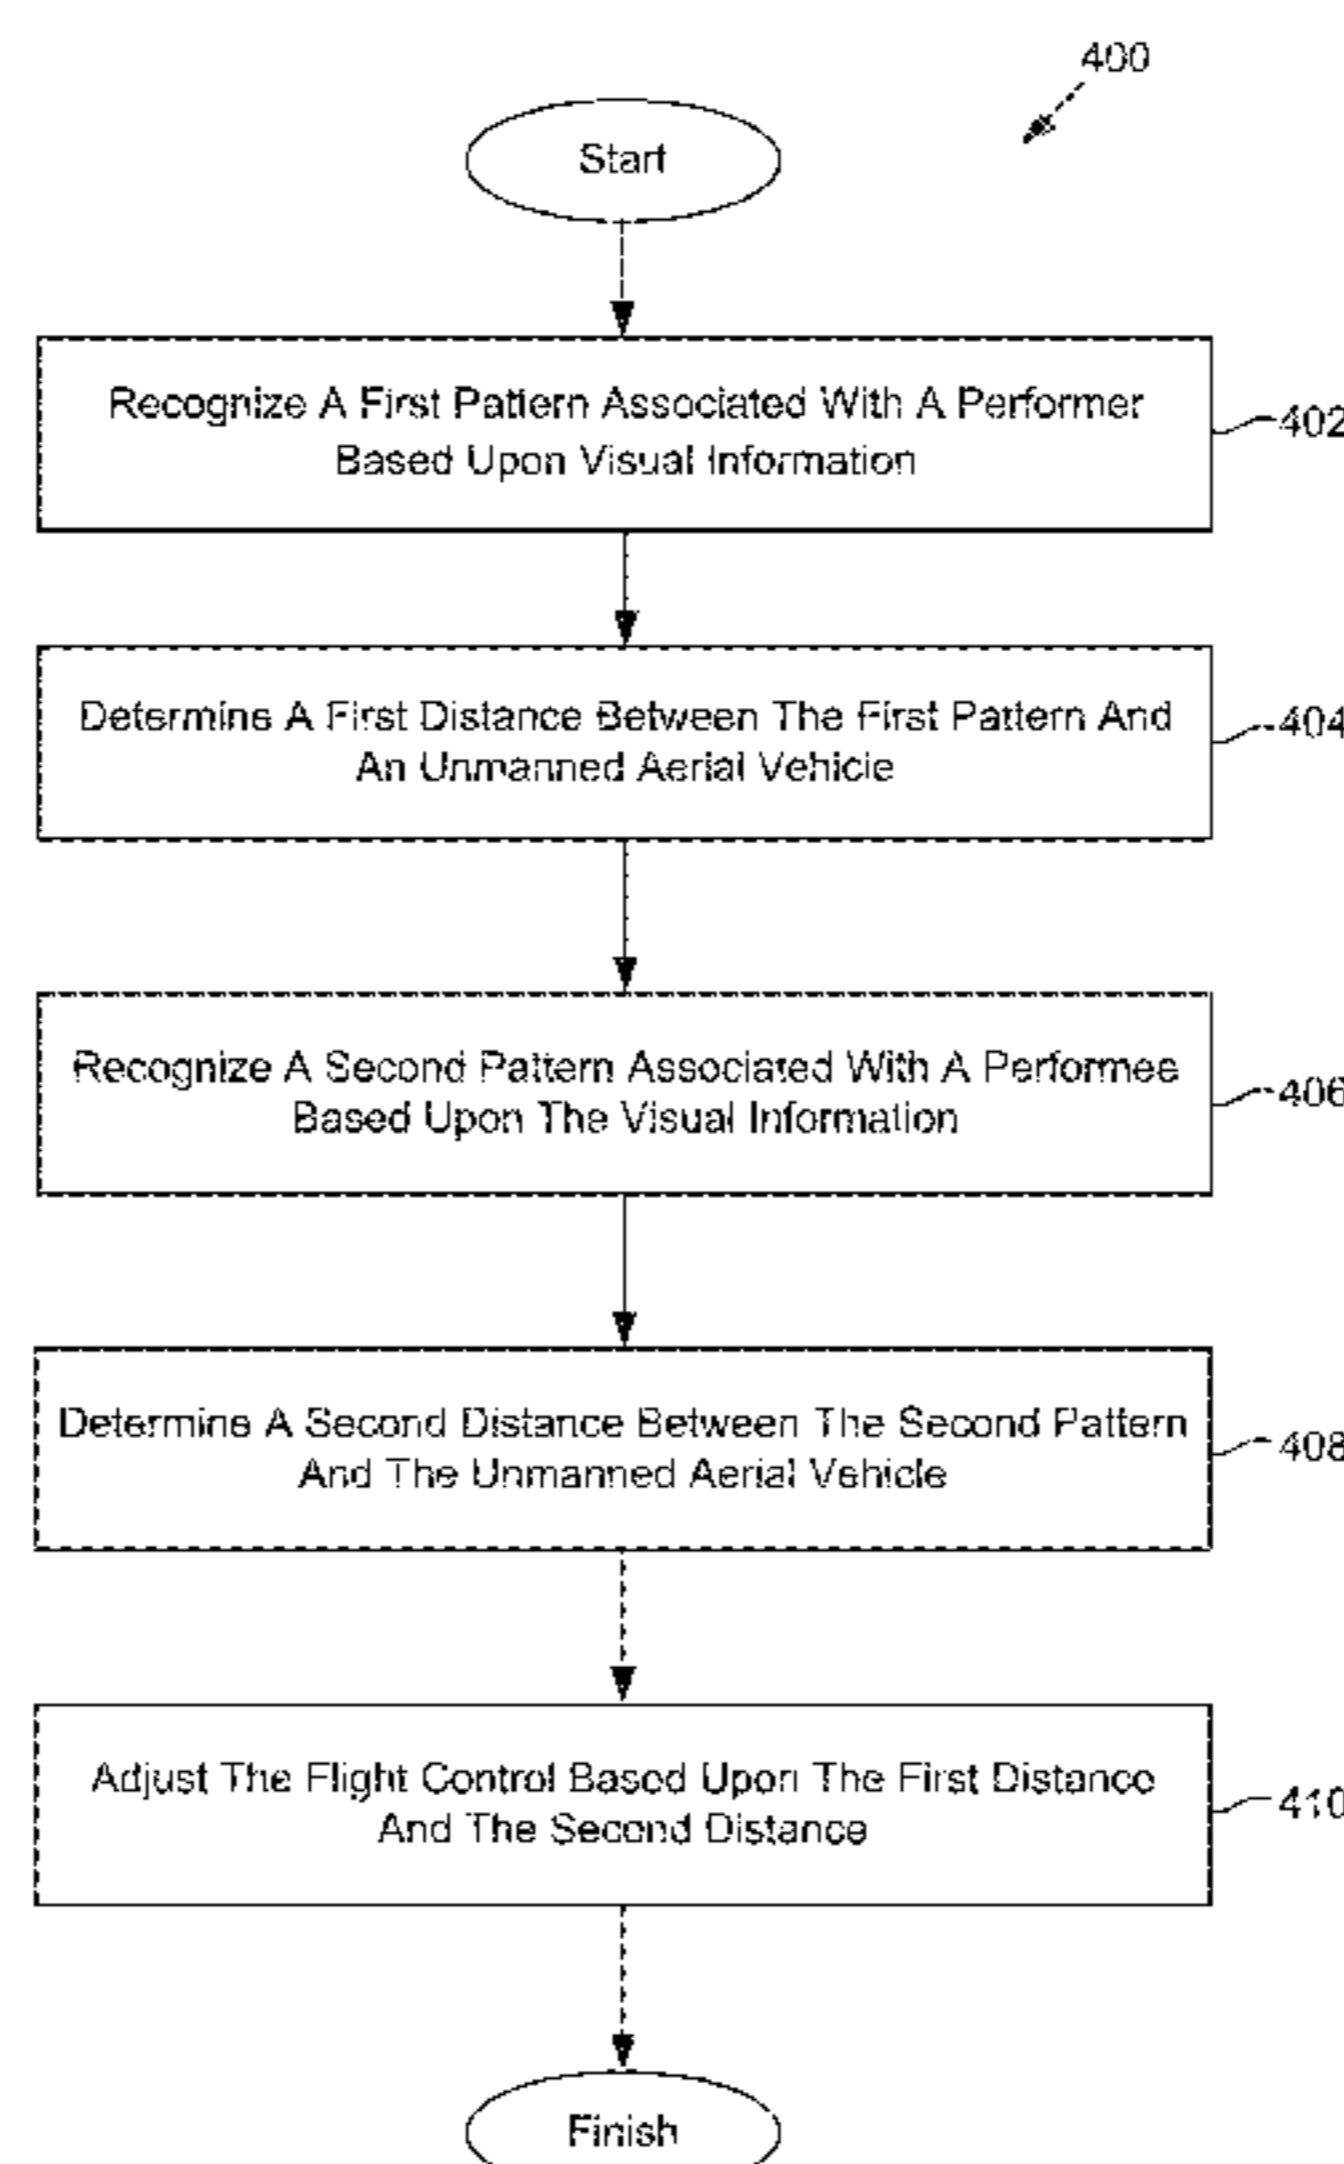 400
Start
Recognize A First Pattern Associated With A Performer
Based Upon Visual Information
402
Determine A First Distance Between The First Pattern And
An Unmanned Aerial Vehicle
404
Recognize A Second Pattern Associated With A Performee
Based Upon The Visual Information
406
Determine A Second Distance Between The Second Pattern
And The Unmanned Aerial Vehicle
408
Adjust The Flight Control Based Upon The First Distance
And The Second Distance
410
Finish